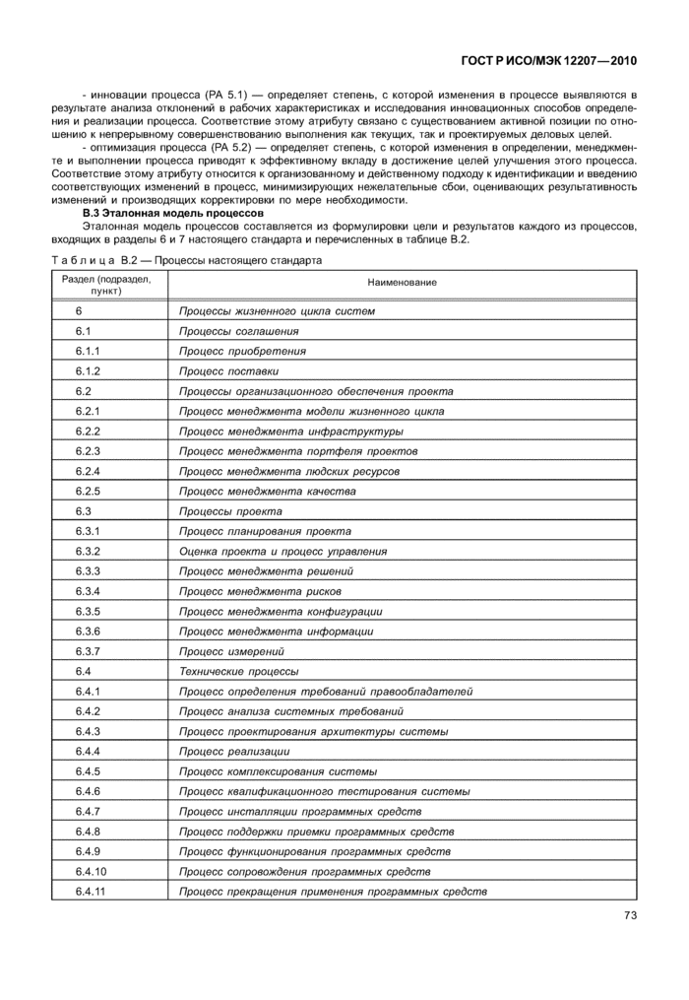 ГОСТ Р ИСО/МЭК 12207—2010
- инновации процесса (РА 5.1) — определяет степень, с которой изменения в процессе выявляются в
результате анализа отклонений в рабочих характеристиках и исследования инновационных способов определе-
ния и реализации процесса. Соответствие этому атрибуту связано с существованием активной позиции по отно-
шению к непрерывному совершенствованию выполнения как текущих, так и проектируемых деловых целей.
- оптимизация процесса (РА 5.2) — определяет степень, с которой изменения в определении, менеджмен-
те и выполнении процесса приводят к эффективному вкладу в достижение целей улучшения этого процесса.
Соответствие этому атрибуту относится к организованному и действенному подходу к идентификации и введению
соответствующих изменений в процесс, минимизирующих нежелательные сбои, оценивающих результативность
изменений и производящих корректировки по мере необходимости.
В.3 Эталонная модель процессов
Эталонная модель процессов составляется из формулировки цели и результатов каждого из процессов,
входящих в разделы 6 и 7 настоящего стандарта и перечисленных в таблице В.2.
Т а б л и ц а В.2 — Процессы настоящего стандарта
Раздел (подраздел,
пункт)
Наименование
6 Процессы жизненного цикла систем
6.1 Процессы соглашения
6.1.1 Процесс приобретения
6.1.2 Процесс поставки
6.2 Процессы организационного обеспечения проекта
6.2.1 Процесс менеджмента модели жизненного цикла
6.2.2 Процесс менеджмента инфраструктуры
6.2.3 Процесс менеджмента портфеля проектов
6.2.4 Процесс менеджмента людских ресурсов
6.2.5 Процесс менеджмента качества
6.3 Процессы проекта
6.3.1 Процесс планирования проекта
6.3.2 Оценка проекта и процесс управления
6.3.3 Процесс менеджмента решений
6.3.4 Процесс менеджмента рисков
6.3.5 Процесс менеджмента конфигурации
6.3.6 Процесс менеджмента информации
6.3.7 Процесс измерений
6.4 Технические процессы
6.4.1 Процесс определения требований правообладателей
6.4.2 Процесс анализа системных требований
6.4.3 Процесс проектирования архитектуры системы
6.4.4 Процесс реализации
6.4.5 Процесс комплексирования системы
6.4.6 Процесс квалификационного тестирования системы
6.4.7 Процесс инсталляции программных средств
6.4.8 Процесс поддержки приемки программных средств
6.4.9 Процесс функционирования программных средств
6.4.10 Процесс сопровождения программных средств
6.4.11 Процесс прекращения применения программных средств
73